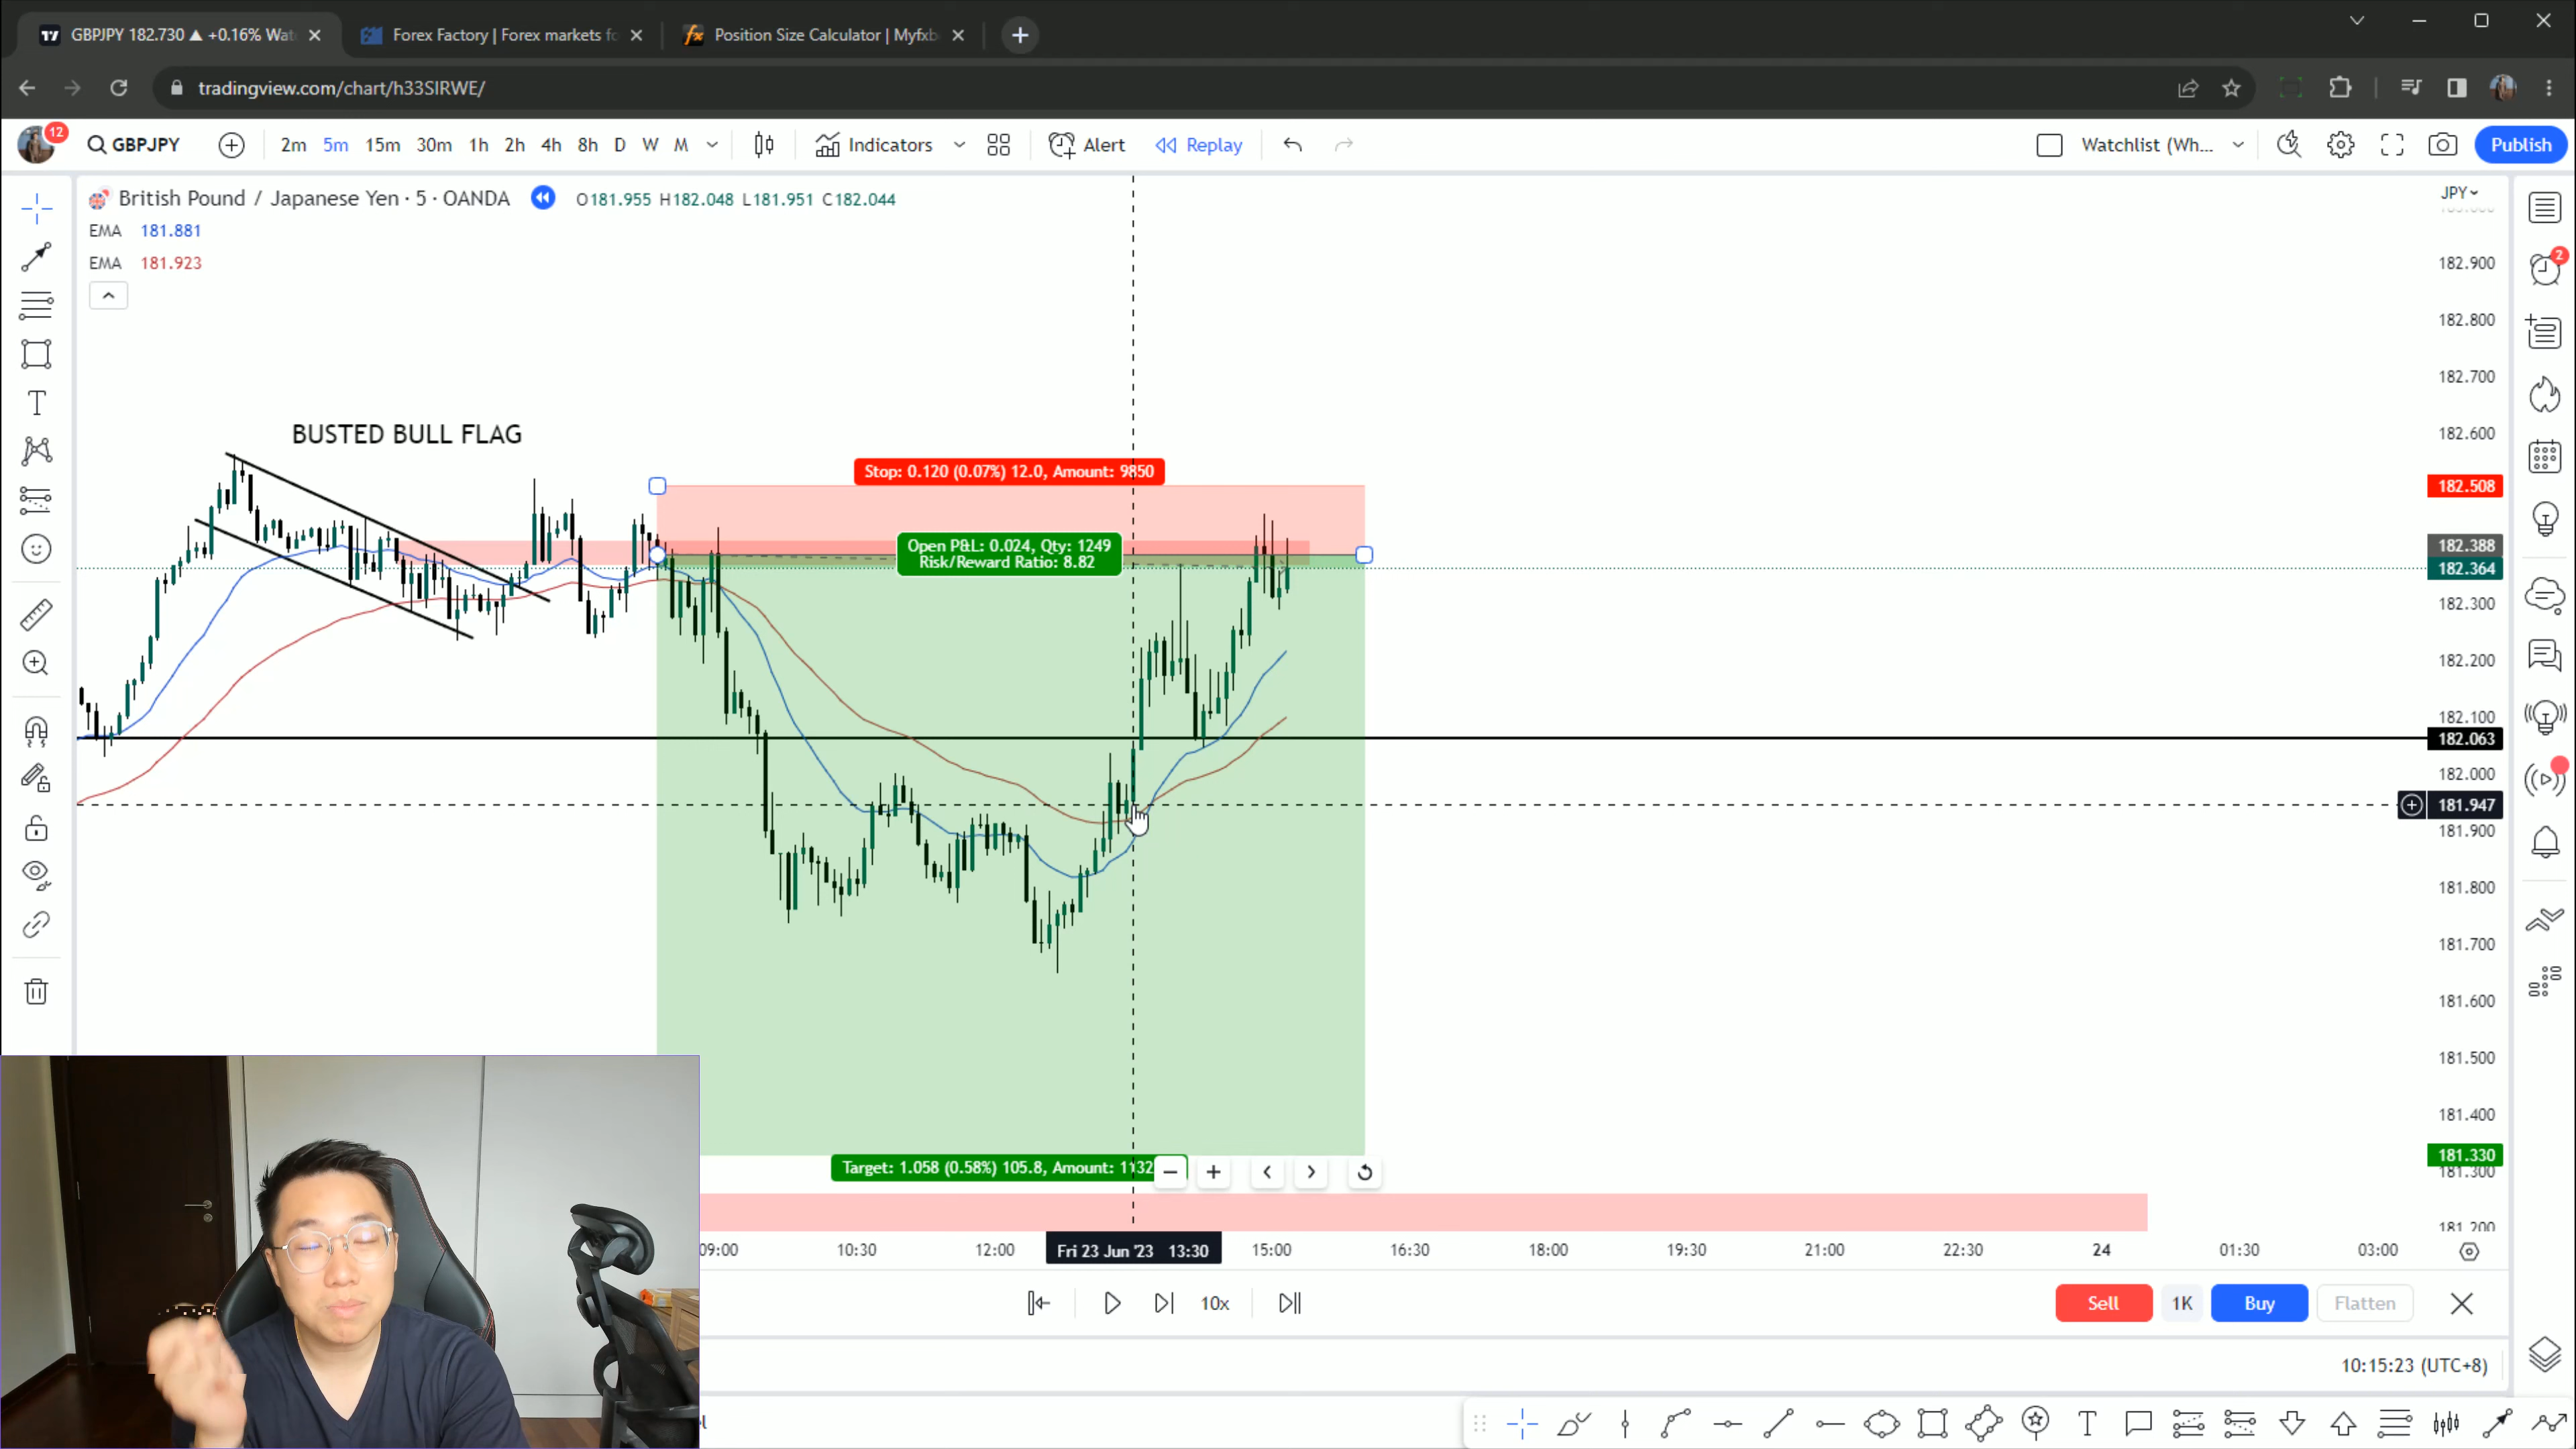 GBPJPY 182.730 ▲ +0.16% Wat
Forex Factory | Forex markets fo
Position Size Calculator | Myfxb
tradingview.com/chart/h33SIRWE/
12
GBPJPY
2m 5m 15m 30m 1h 2h 4h 8h D W M
Indicators
Alert
Replay
Watchlist (Wh...
Publish
British Pound / Japanese Yen · 5 · OANDA
O181.955 H182.048 L181.951 C182.044
JPY
EMA 181.881
EMA 181.923
2
182.900
182.800
182.700
BUSTED BULL FLAG
182.600
Stop: 0.120 (0.07%) 12.0, Amount: 9850
182.508
Open P&L: 0.024, Qty: 1249
Risk/Reward Ratio: 8.82
182.388
182.364
182.300
182.200
182.100
182.063
182.000
181.947
181.900
181.800
181.700
181.600
181.500
181.400
181.330
181.300
Target: 1.058 (0.58%) 105.8, Amount: 1132
181.200
09:00 10:30 12:00 Fri 23 Jun '23 13:30 15:00 16:30 18:00 19:30 21:00 22:30 24 01:30 03:00
10x
Sell
1K
Buy
Flatten
10:15:23 (UTC+8)